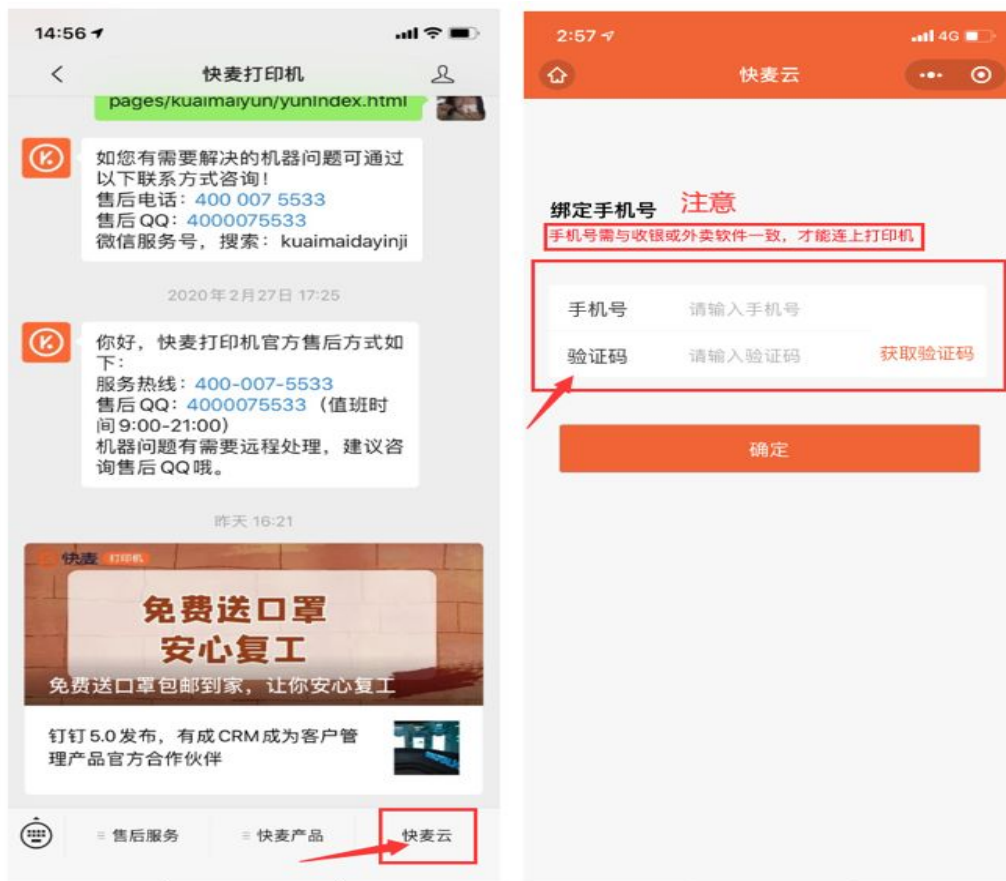 14:56
快麦打印机
pages/kuaimaiyun/yunIndex.html
如您有需要解决的机器问题可通过
以下联系方式咨询！
售后电话：400 007 5533
售后QQ：4000075533
微信服务号，搜索：kuaimaidayinji
2020年2月27日 17:25
你好，快麦打印机官方售后方式如
下：
服务热线：400-007-5533
售后QQ：4000075533（值班时
间9:00-21:00）
机器问题有需要远程处理，建议咨
询售后QQ哦。
昨天 16:21
快麦 打印机
免费送口罩
安心复工
免费送口罩包邮到家，让你安心复工
钉钉5.0发布，有成CRM成为客户管
理产品官方合作伙伴
售后服务
快麦产品
快麦云
2:57
4G
快麦云
绑定手机号 注意
手机号需与收银或外卖软件一致，才能连上打印机
手机号 请输入手机号
验证码 请输入验证码 获取验证码
确定